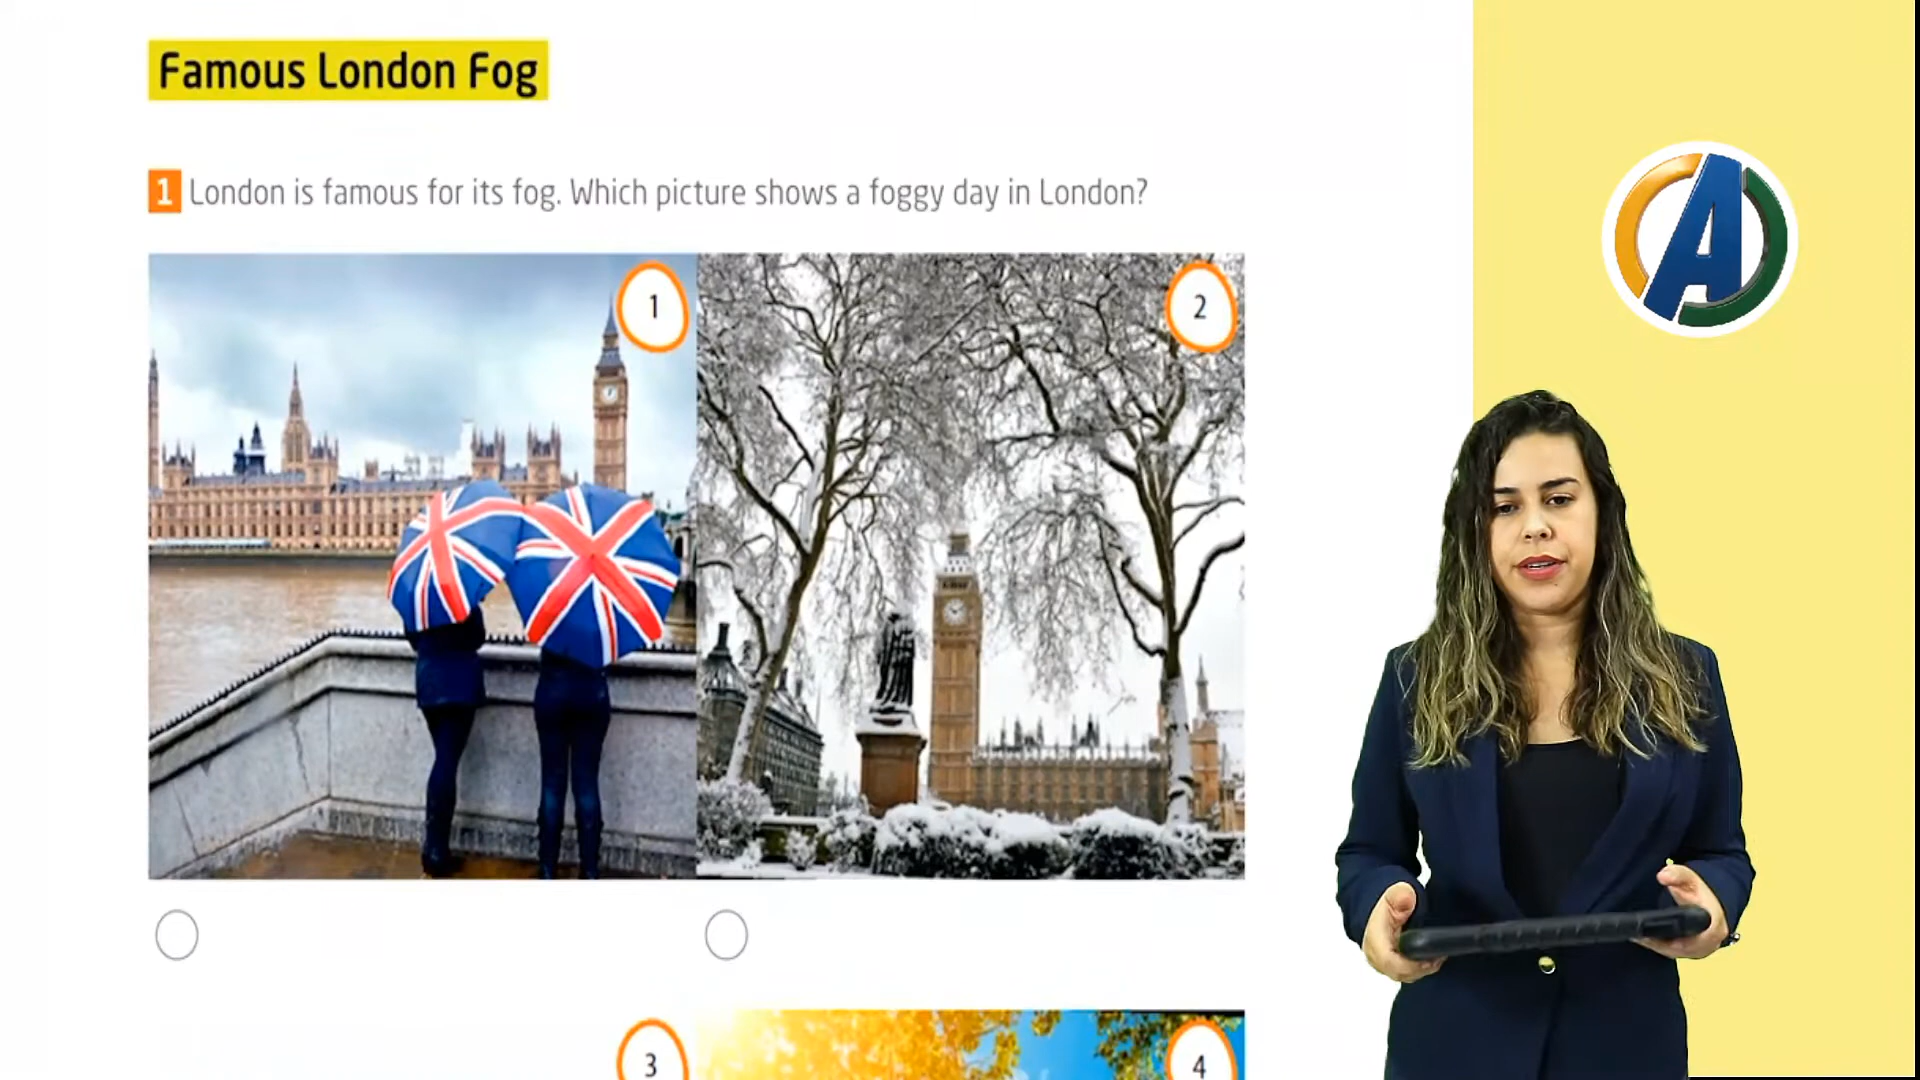 Famous London Fog
1 London is famous for its fog. Which picture shows a foggy day in London?
1
2
3
4
A